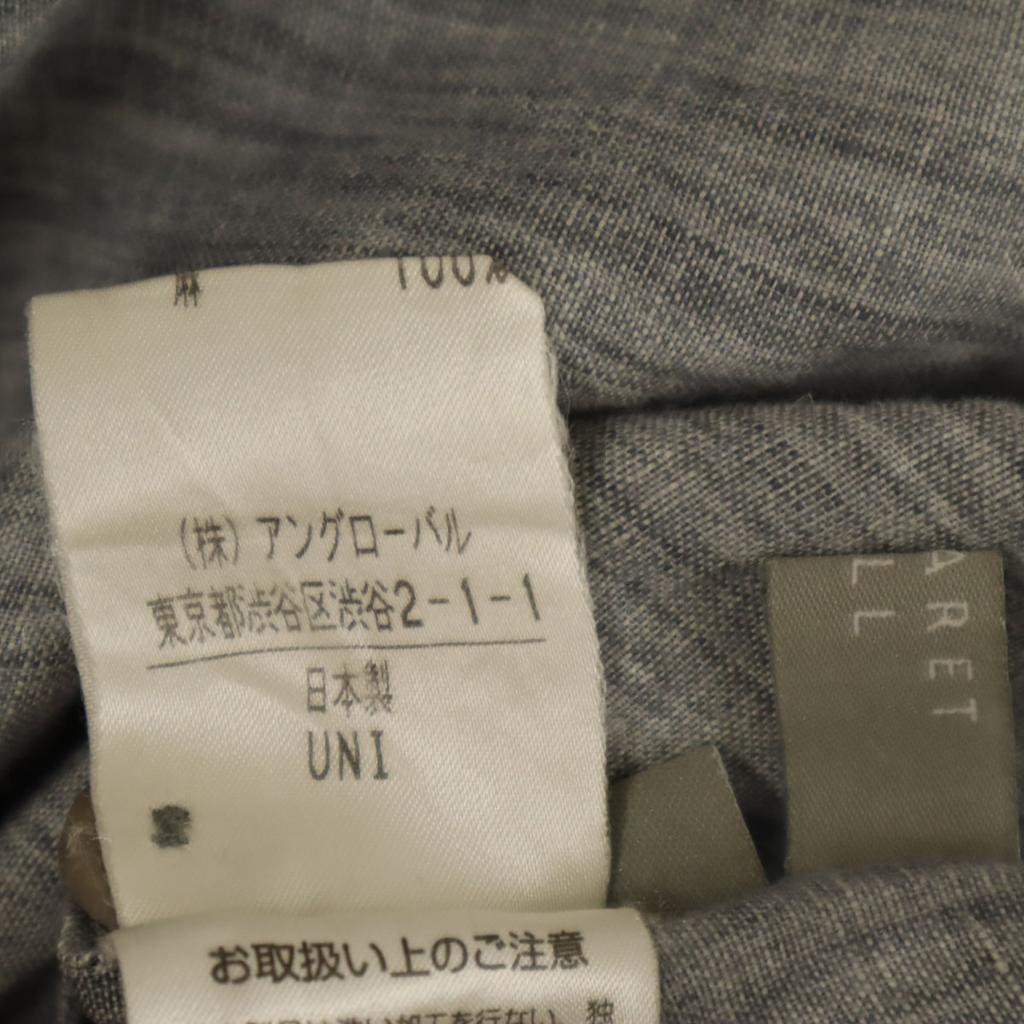 麻 100%
(株) アングローバル
東京都渋谷区渋谷2-1-1
日本製
UNI
ARET
LL
お取扱い上のご注意